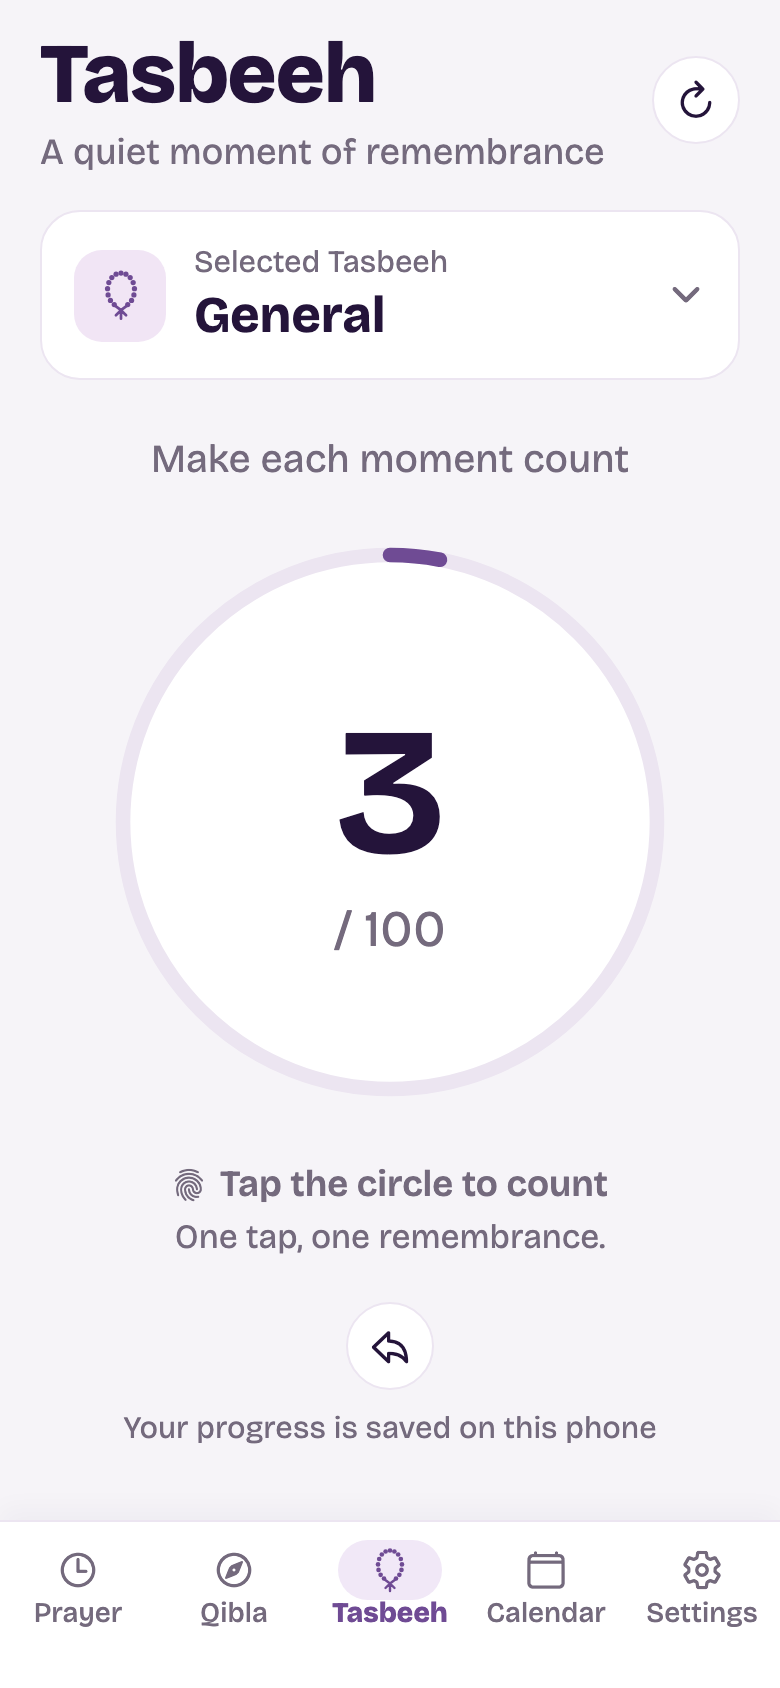 Tasbeeh
A quiet moment of remembrance
Selected Tasbeeh
General
Make each moment count
3
/ 100
Tap the circle to count
One tap, one remembrance.
Your progress is saved on this phone
Prayer
Qibla
Tasbeeh
Calendar
Settings